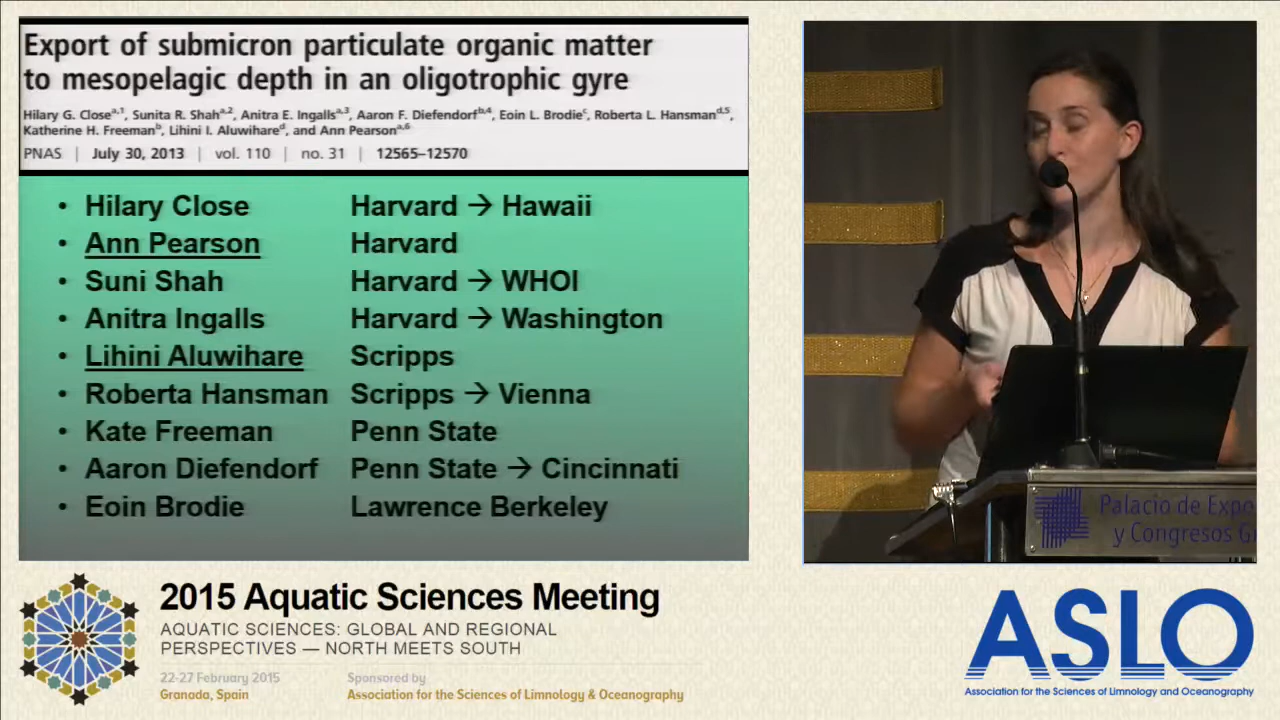 Export of submicron particulate organic matter
to mesopelagic depth in an oligotrophic gyre
Hilary G. Close^a,1, Sunita R. Shah^a,2, Anitra E. Ingalls^a,3, Aaron F. Diefendorf^b,4, Eoin L. Brodie^c, Roberta L. Hansman^d,5,
Katherine H. Freeman^b, Lihini I. Aluwihare^d, and Ann Pearson^a,6
PNAS | July 30, 2013 | vol. 110 | no. 31 | 12565–12570
• Hilary Close Harvard → Hawaii
• Ann Pearson Harvard
• Suni Shah Harvard → WHOI
• Anitra Ingalls Harvard → Washington
• Lihini Aluwihare Scripps
• Roberta Hansman Scripps → Vienna
• Kate Freeman Penn State
• Aaron Diefendorf Penn State → Cincinnati
• Eoin Brodie Lawrence Berkeley
Palacio de Expo
y Congresos G
2015 Aquatic Sciences Meeting
AQUATIC SCIENCES: GLOBAL AND REGIONAL
PERSPECTIVES — NORTH MEETS SOUTH
22-27 February 2015
Granada, Spain
Sponsored by
Association for the Sciences of Limnology & Oceanography
ASLO
Association for the Sciences of Limnology and Oceanography